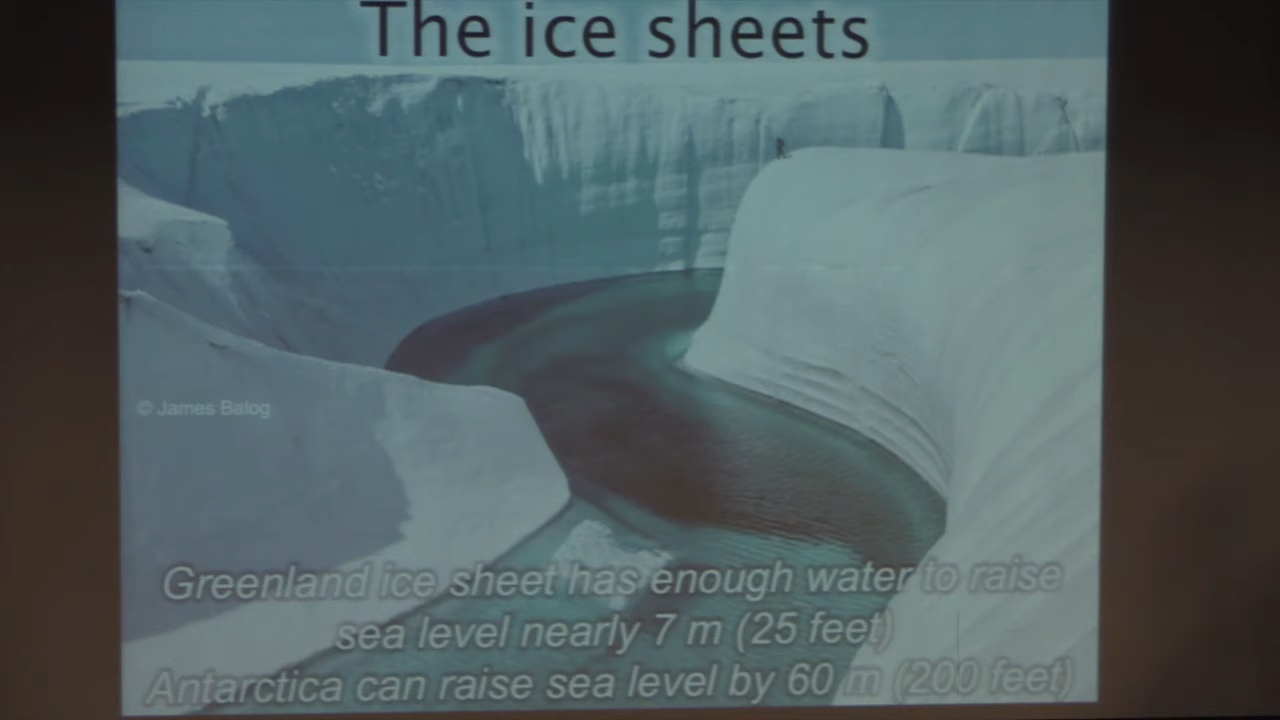 The ice sheets
© James Balog
Greenland ice sheet has enough water to raise
sea level nearly 7 m (25 feet)
Antarctica can raise sea level by 60 m (200 feet)